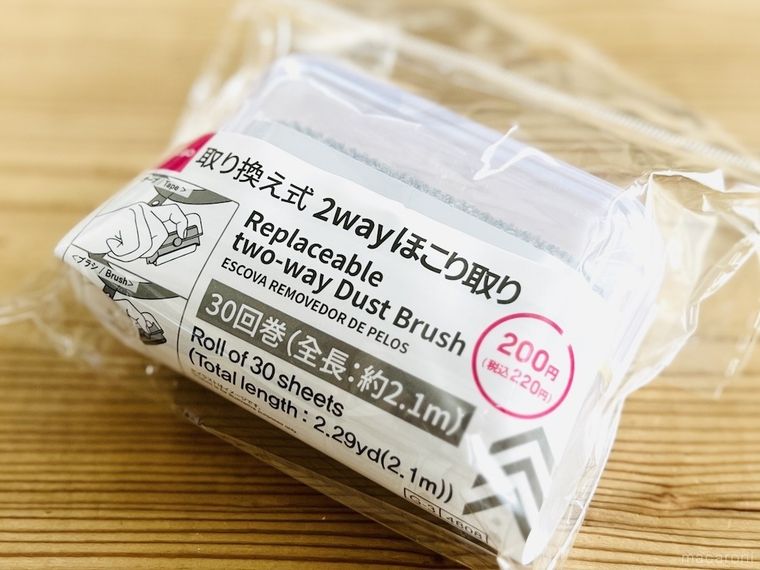 取り換え式 2wayほこり取り
Replaceable
two-way Dust Brush
ESCOVA REMOVEDOR DE PELOS
30回巻(全長:約2.1m)
Roll of 30 sheets
(Total length : 2.29yd(2.1m))
200円
(税込220円)
Tape >
<ブラシ / Brush>
G-3 4808
macaroni